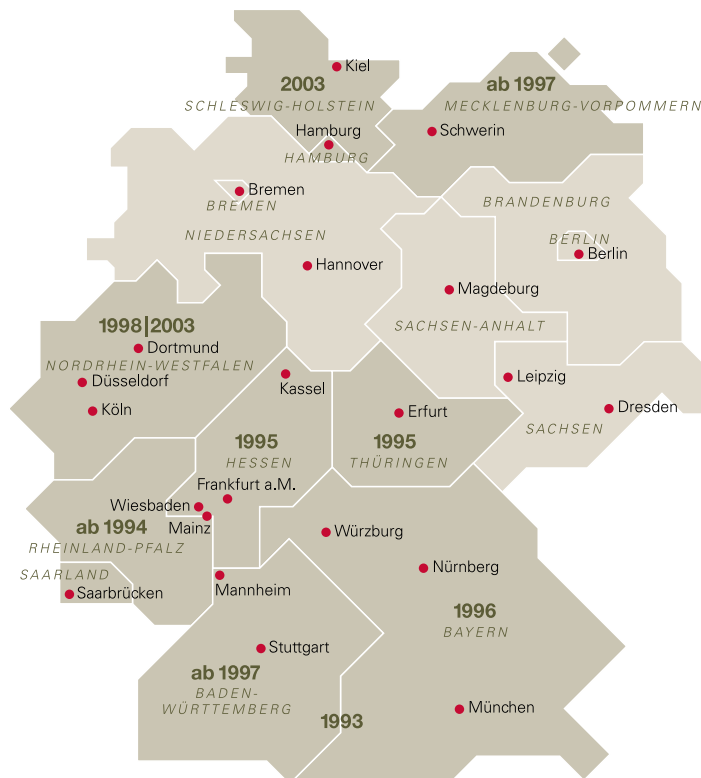 Kiel
2003
ab 1997
SCHLESWIG-HOLSTEIN
MECKLENBURG-VORPOMMERN
Hamburg
Schwerin
HAMBURG
Bremen
BREMEN
BRANDENBURG
NIEDERSACHSEN
BERLIN
Berlin
Hannover
Magdeburg
1998|2003
SACHSEN-ANHALT
Dortmund
NORDRHEIN-WESTFALEN
Düsseldorf
Kassel
Leipzig
Köln
Erfurt
Dresden
SACHSEN
1995
HESSEN
1995
THÜRINGEN
Frankfurt a.M.
Wiesbaden
Mainz
ab 1994
RHEINLAND-PFALZ
Würzburg
SAARLAND
Saarbrücken
Mannheim
Nürnberg
1996
BAYERN
Stuttgart
ab 1997
BADEN-
WÜRTTEMBERG
1993
München